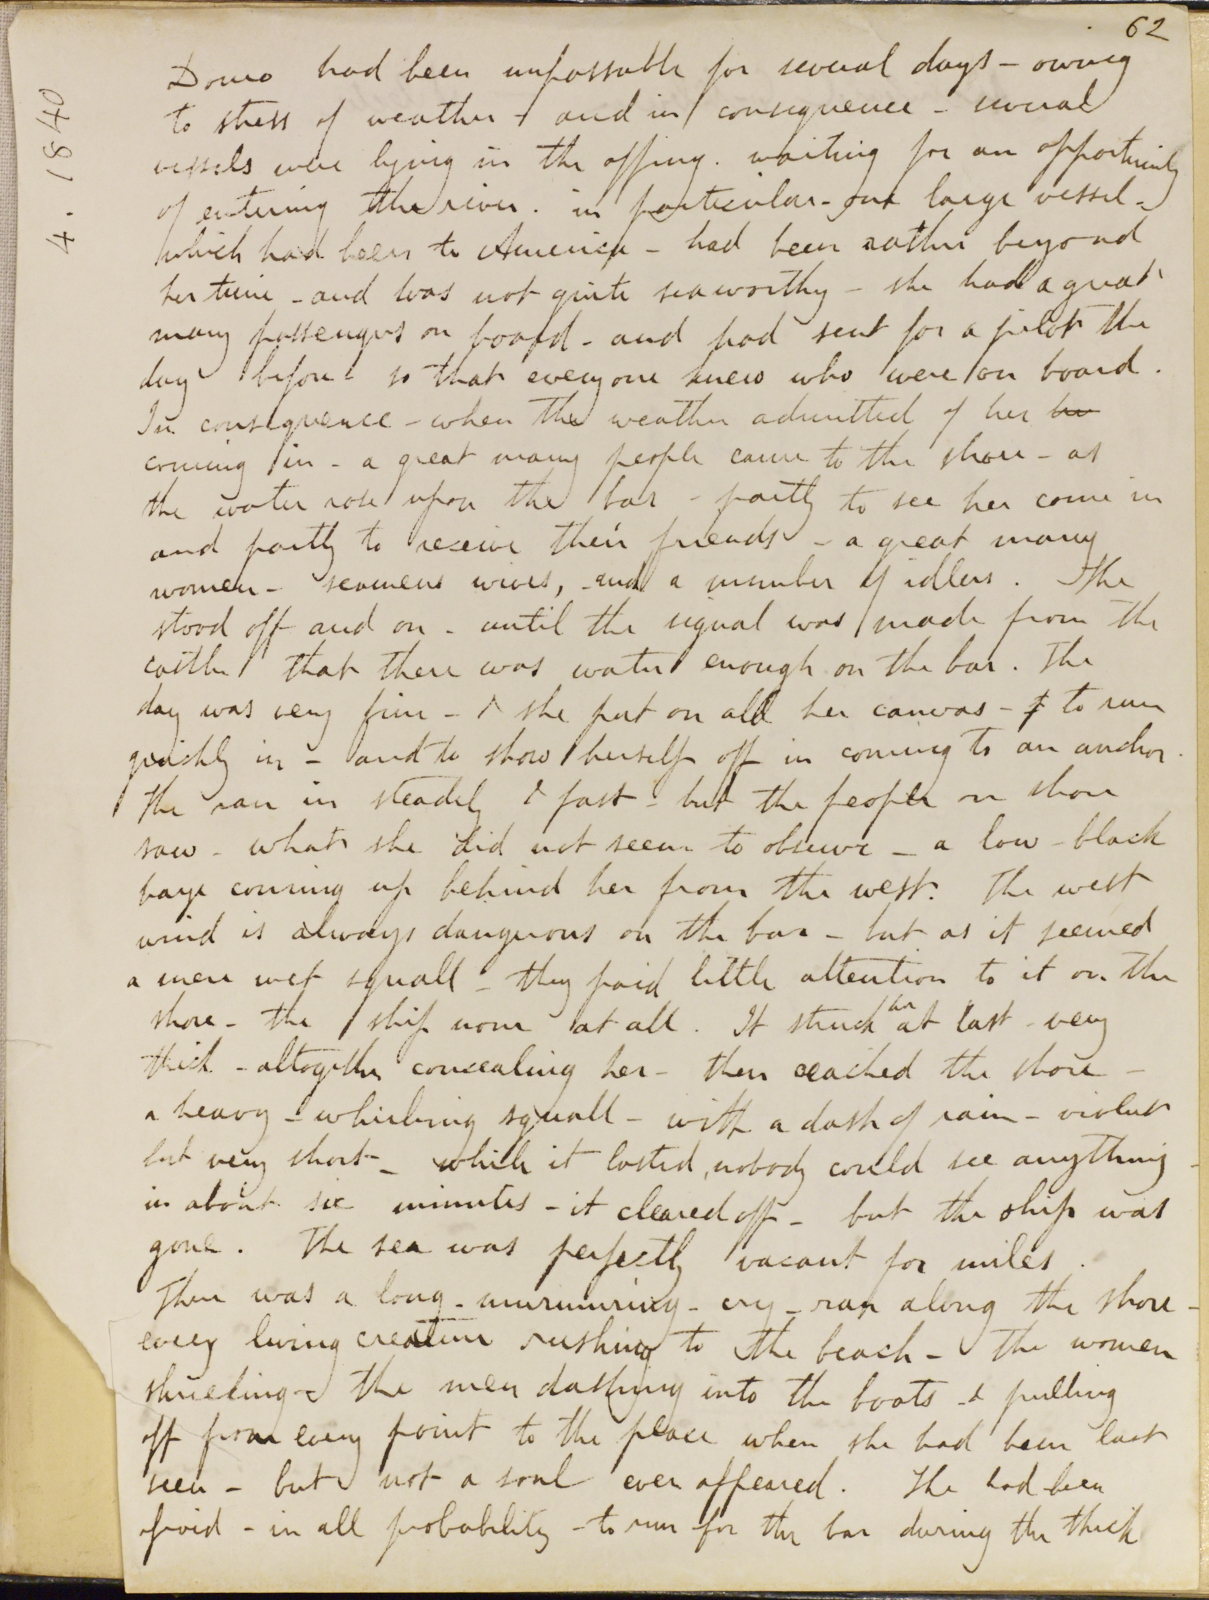 62
4. 1840
Douro had been unpassable for several days - owing
to stress of weather - and in consequence - several
vessels were lying in the offing. waiting for an opportunity
of entering the river. in particular - one large vessel -
which had been to America - had been rather beyond
her time - and was not quite seaworthy - she had a great
many passengers on board - and had sent for a pilot the
day before so that everyone knew who were on board.
In consequence - when the weather admitted of her
coming in - a great many people came to the shore - as
the water rose upon the bar - partly to see her come in
and partly to receive their friends - a great many
women - seamens wives, - and a number of idlers. She
stood off and on - until the signal was made from the
castle that there was water enough on the bar. The
day was very fine - & she put on all her canvas - to run
quickly in - and to show herself off in coming to an anchor.
She ran in steadily & fast - but the people on shore
saw - what she did not seem to observe - a low - black
haze coming up behind her from the west. The west
wind is always dangerous on the bar - but as it seemed
a mere wet squall - they paid little attention to it on the
shore - the ship none at all. It struck her at last - very
thick - altogether concealing her - then reached the shore -
a heavy - whirling squall - with a dash of rain - violent
but very short - while it lasted, nobody could see anything -
in about six minutes - it cleared off - but the ship was
gone. The sea was perfectly vacant for miles.
There was a long - murmuring - cry - ran along the shore -
every living creature rushing to the beach - the women
shrieking - the men dashing into the boats & pulling
off from every point to the place where she had been last
seen - but not a soul ever appeared. She had been
afraid - in all probability - to run for the bar during the thick